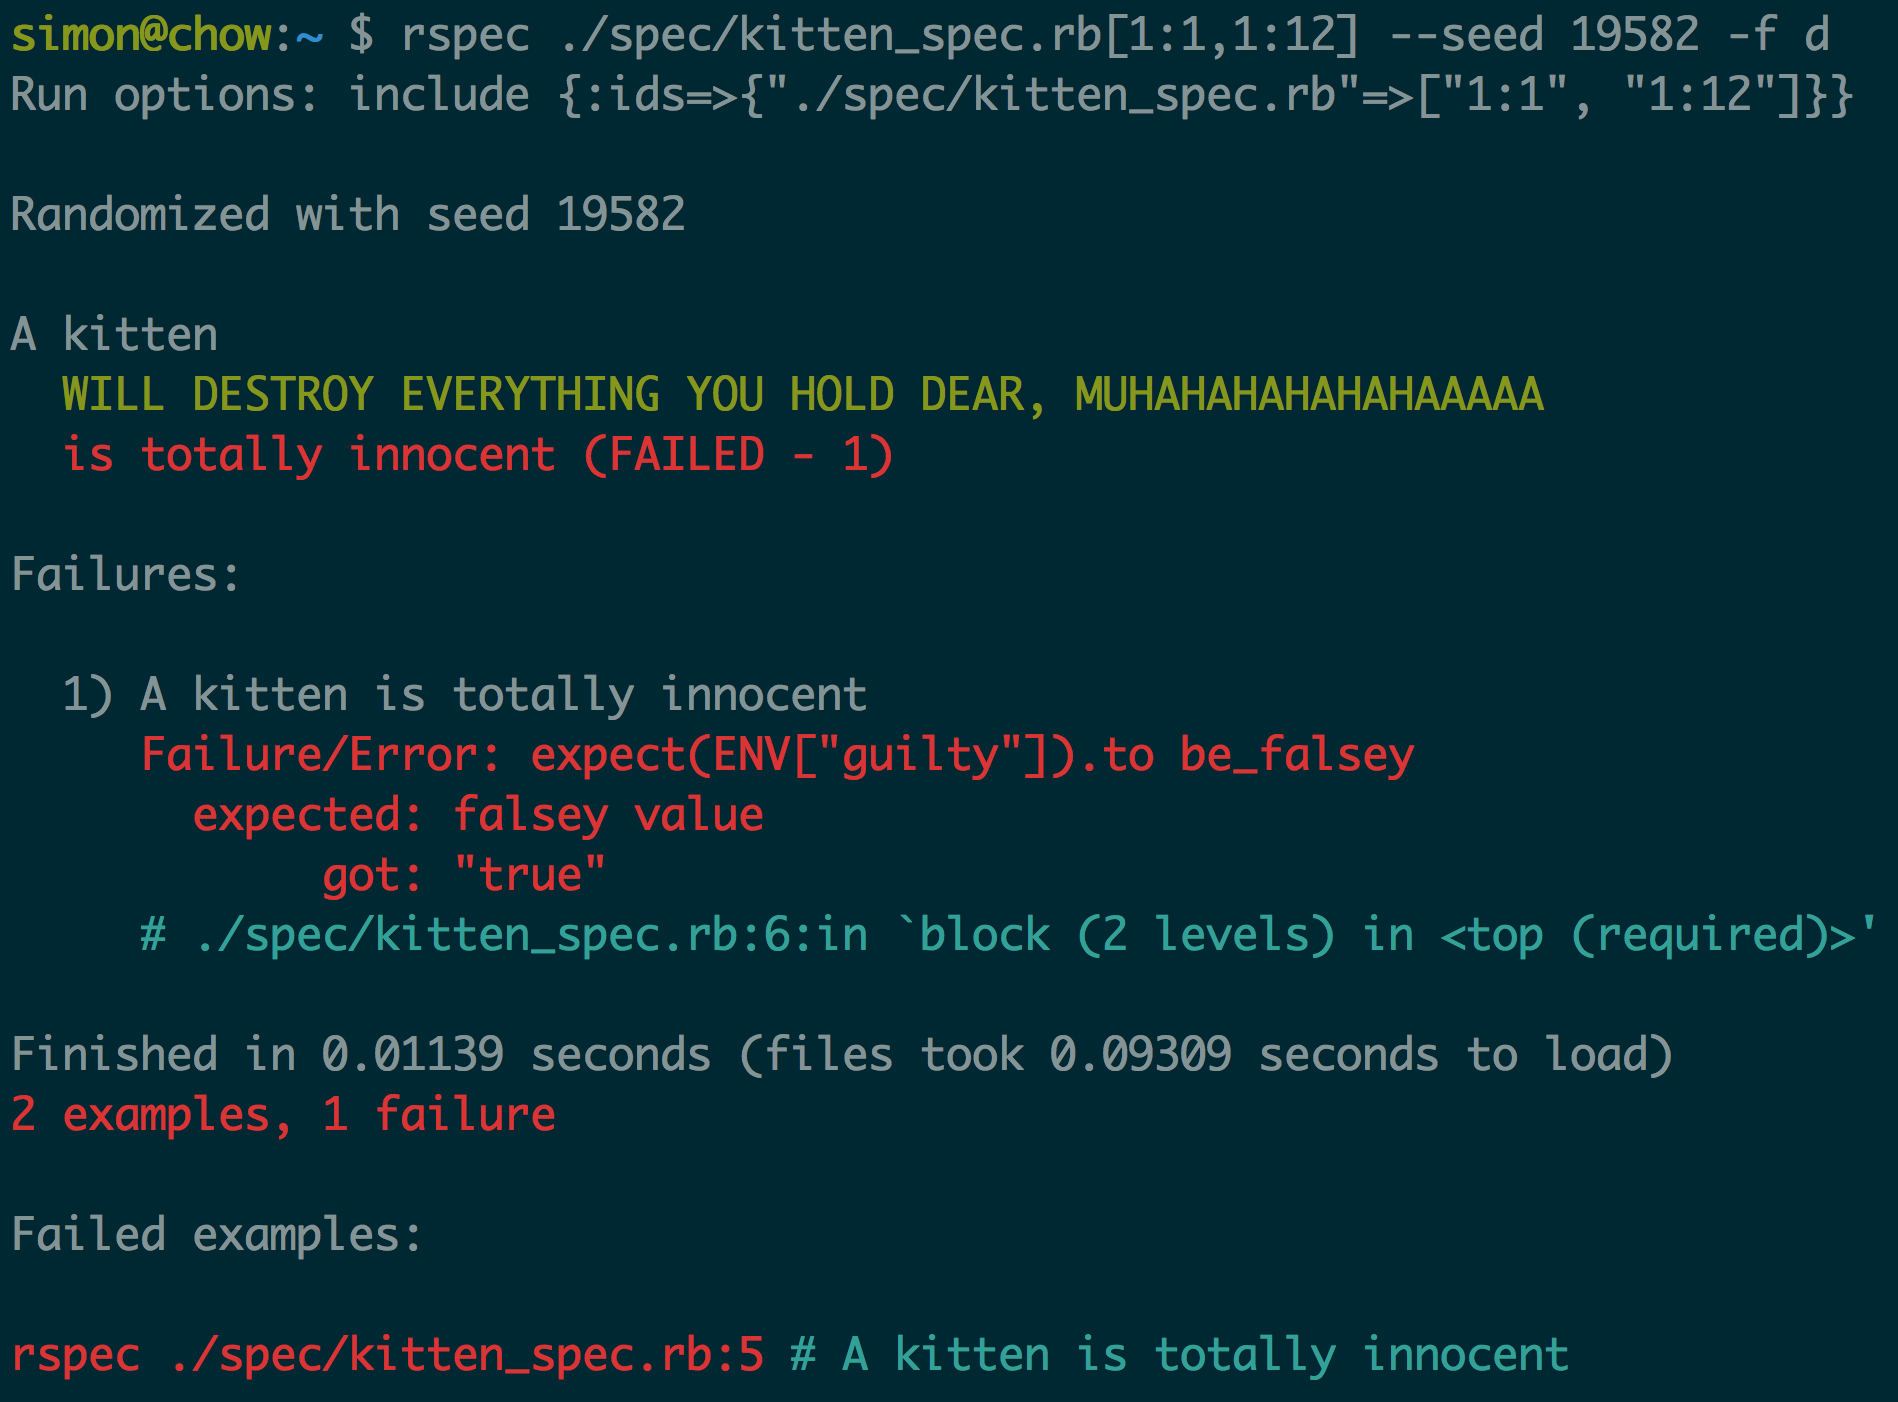 simon@chow:~ $ rspec ./spec/kitten_spec.rb[1:1,1:12] --seed 19582 -f d
Run options: include {:ids=>{"./spec/kitten_spec.rb"=>["1:1", "1:12"]}}
Randomized with seed 19582
A kitten
WILL DESTROY EVERYTHING YOU HOLD DEAR, MUHAHAHAHAHAHAAAAA
is totally innocent (FAILED - 1)
Failures:
1) A kitten is totally innocent
Failure/Error: expect(ENV["guilty"]).to be_falsey
expected: falsey value
got: "true"
# ./spec/kitten_spec.rb:6:in `block (2 levels) in <top (required)>'
Finished in 0.01139 seconds (files took 0.09309 seconds to load)
2 examples, 1 failure
Failed examples:
rspec ./spec/kitten_spec.rb:5 # A kitten is totally innocent